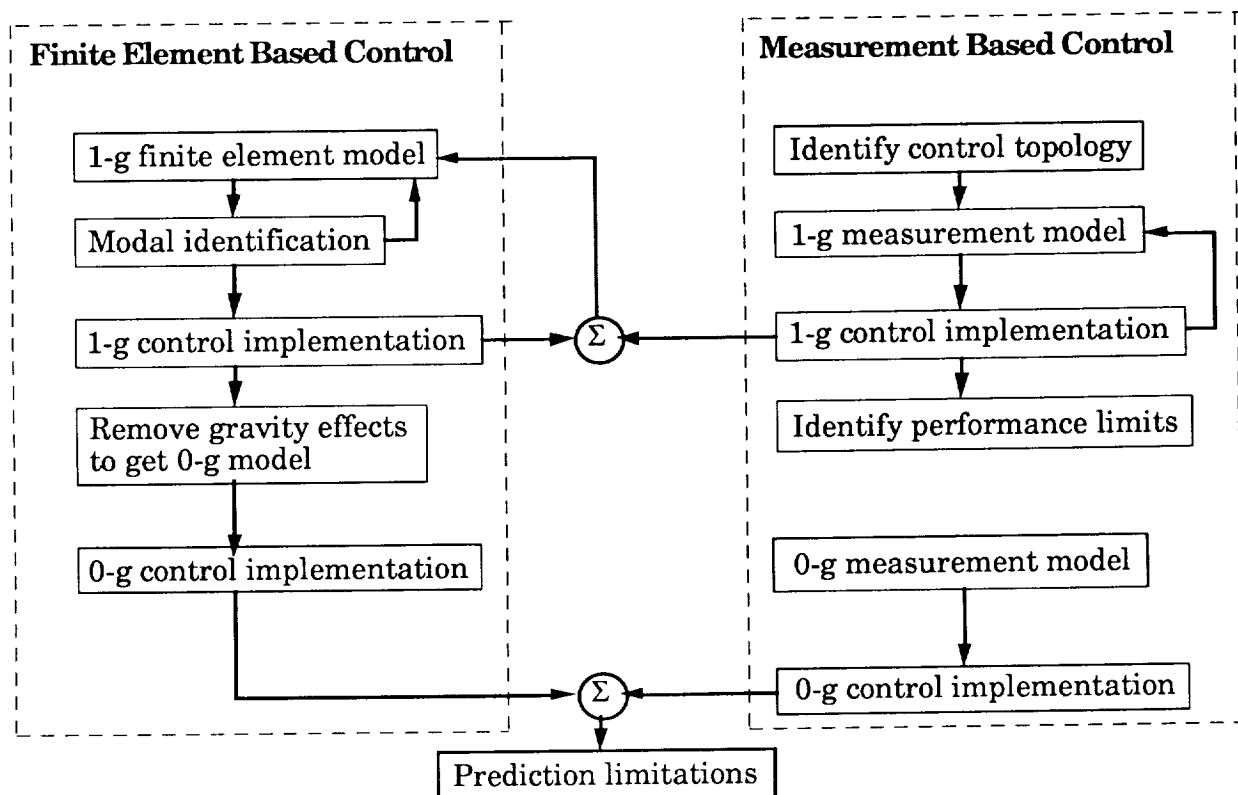 Finite Element Based Control
1-g finite element model
Modal identification
1-g control implementation
Remove gravity effects
to get 0-g model
0-g control implementation
Σ
Σ
Prediction limitations
Measurement Based Control
Identify control topology
1-g measurement model
1-g control implementation
Identify performance limits
0-g measurement model
0-g control implementation